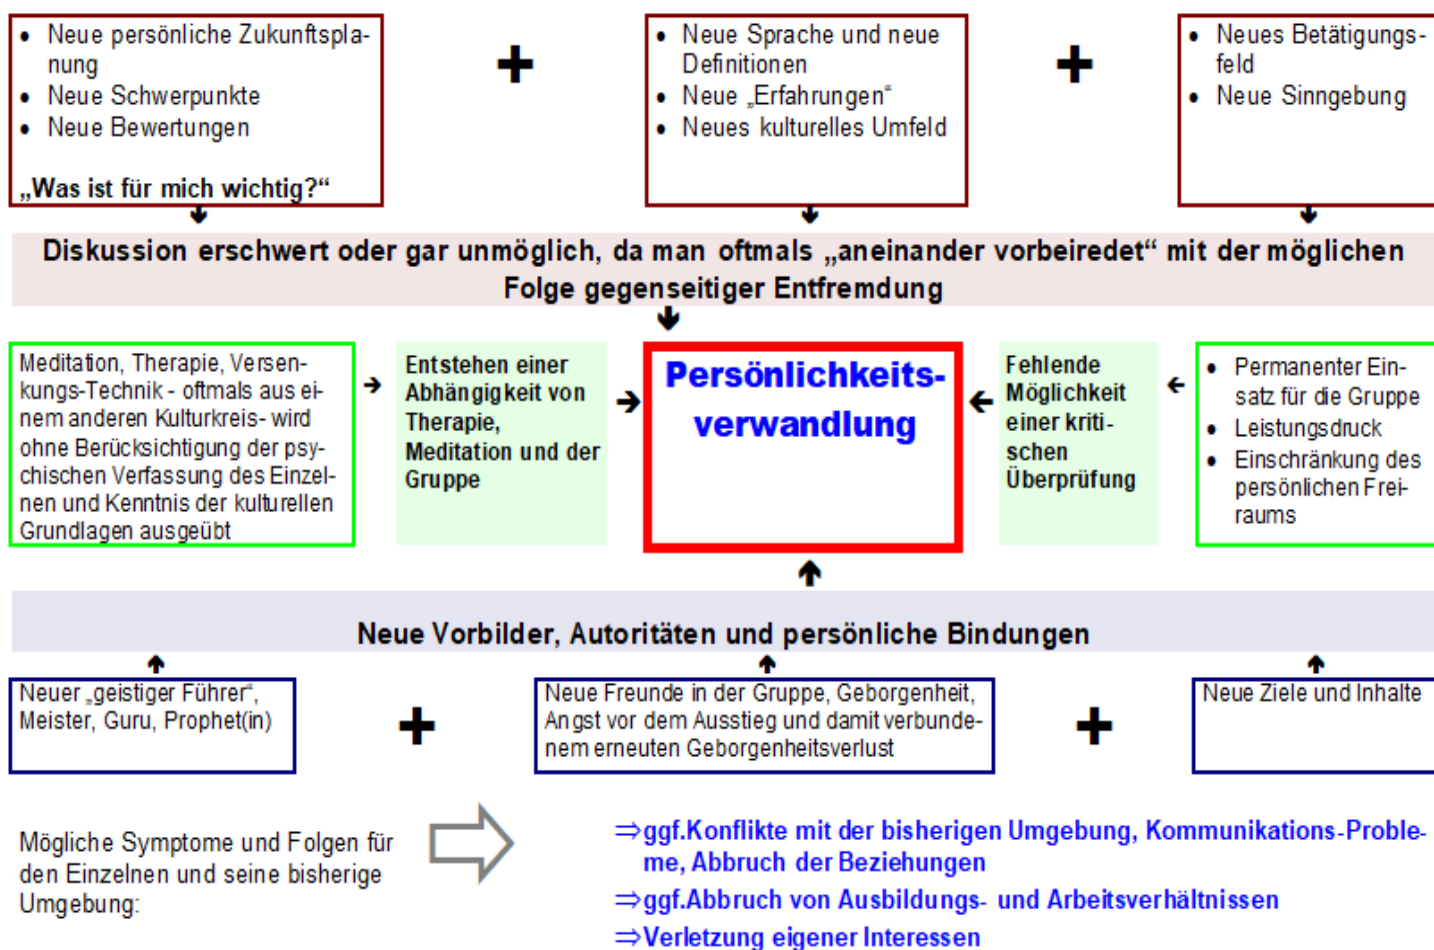 • Neue persönliche Zukunftspla-
nung
• Neue Schwerpunkte
• Neue Bewertungen
„Was ist für mich wichtig?“
+
• Neue Sprache und neue
Definitionen
• Neue „Erfahrungen“
• Neues kulturelles Umfeld
+
• Neues Betätigungs-
feld
• Neue Sinngebung
Diskussion erschwert oder gar unmöglich, da man oftmals „aneinander vorbeiredet“ mit der möglichen
Folge gegenseitiger Entfremdung
Meditation, Therapie, Versen-
kungs-Technik - oftmals aus ei-
nem anderen Kulturkreis- wird
ohne Berücksichtigung der psy-
chischen Verfassung des Einzel-
nen und Kenntnis der kulturellen
Grundlagen ausgeübt
Entstehen einer
Abhängigkeit von
Therapie,
Meditation und der
Gruppe
Persönlichkeits-
verwandlung
Fehlende
Möglichkeit
einer kriti-
schen
Überprüfung
• Permanenter Ein-
satz für die Gruppe
• Leistungsdruck
• Einschränkung des
persönlichen Frei-
raums
Neue Vorbilder, Autoritäten und persönliche Bindungen
Neuer „geistiger Führer“,
Meister, Guru, Prophet(in)
+
Neue Freunde in der Gruppe, Geborgenheit,
Angst vor dem Ausstieg und damit verbunde-
nem erneuten Geborgenheitsverlust
+
Neue Ziele und Inhalte
Mögliche Symptome und Folgen für
den Einzelnen und seine bisherige
Umgebung:
⇒ggf.Konflikte mit der bisherigen Umgebung, Kommunikations-Proble-
me, Abbruch der Beziehungen
⇒ggf.Abbruch von Ausbildungs- und Arbeitsverhältnissen
⇒Verletzung eigener Interessen